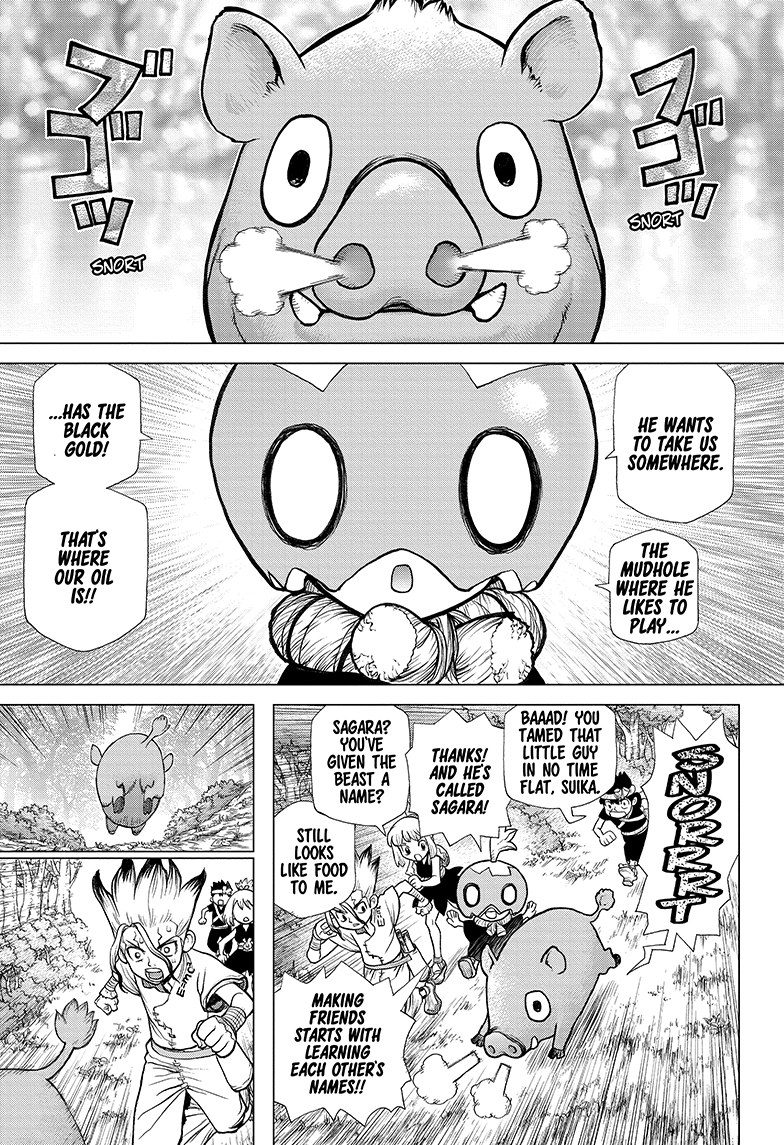 ブゴッ
SNORT
ブゴッ
SNORT
HE WANTS
TO TAKE US
SOMEWHERE.
THE
MUDHOLE
WHERE HE
LIKES TO
PLAY...
...HAS THE
BLACK
GOLD!
THAT'S
WHERE
OUR OIL
IS!!
SNORRRT
BAAAD! YOU
TAMED THAT
LITTLE GUY
IN NO TIME
FLAT, SUIKA.
THANKS!
AND HE'S
CALLED
SAGARA!
SAGARA?
YOU'VE
GIVEN THE
BEAST A
NAME?
STILL
LOOKS
LIKE FOOD
TO ME.
MAKING
FRIENDS
STARTS WITH
LEARNING
EACH OTHER'S
NAMES!!
E=mc²